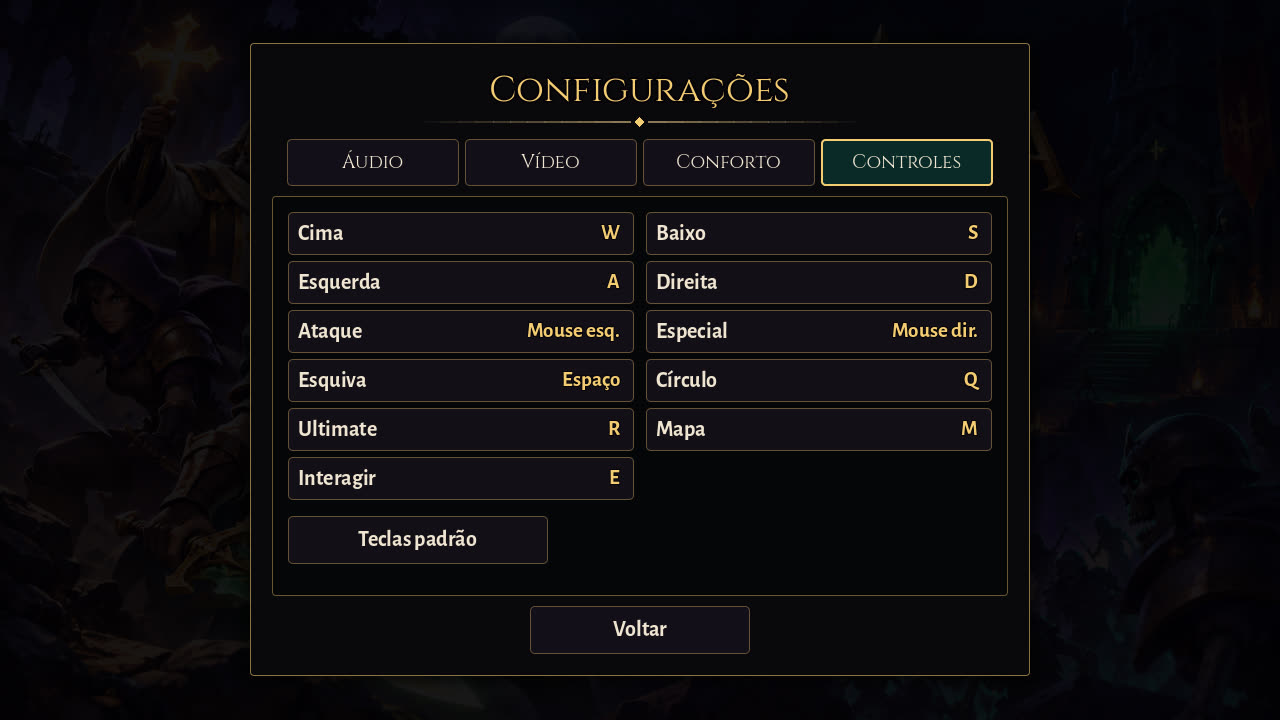 Configurações
Áudio Vídeo Conforto Controles
Cima W Baixo S
Esquerda A Direita D
Ataque Mouse esq. Especial Mouse dir.
Esquiva Espaço Círculo Q
Ultimate R Mapa M
Interagir E
Teclas padrão
Voltar